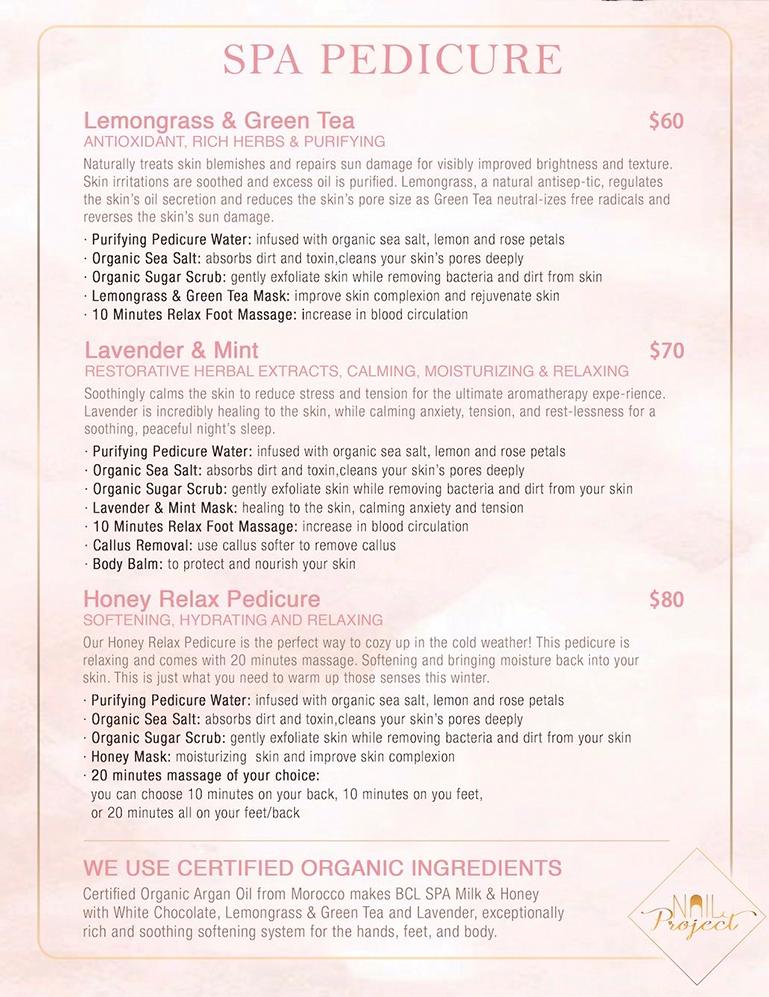 SPA PEDICURE
Lemongrass & Green Tea $60
ANTIOXIDANT, RICH HERBS & PURIFYING
Naturally treats skin blemishes and repairs sun damage for visibly improved brightness and texture.
Skin irritations are soothed and excess oil is purified. Lemongrass, a natural antisep-tic, regulates
the skin's oil secretion and reduces the skin's pore size as Green Tea neutral-izes free radicals and
reverses the skin's sun damage.
· Purifying Pedicure Water: infused with organic sea salt, lemon and rose petals
· Organic Sea Salt: absorbs dirt and toxin,cleans your skin's pores deeply
· Organic Sugar Scrub: gently exfoliate skin while removing bacteria and dirt from skin
· Lemongrass & Green Tea Mask: improve skin complexion and rejuvenate skin
· 10 Minutes Relax Foot Massage: increase in blood circulation
Lavender & Mint $70
RESTORATIVE HERBAL EXTRACTS, CALMING, MOISTURIZING & RELAXING
Soothingly calms the skin to reduce stress and tension for the ultimate aromatherapy expe-rience.
Lavender is incredibly healing to the skin, while calming anxiety, tension, and rest-lessness for a
soothing, peaceful night's sleep.
· Purifying Pedicure Water: infused with organic sea salt, lemon and rose petals
· Organic Sea Salt: absorbs dirt and toxin,cleans your skin's pores deeply
· Organic Sugar Scrub: gently exfoliate skin while removing bacteria and dirt from your skin
· Lavender & Mint Mask: healing to the skin, calming anxiety and tension
· 10 Minutes Relax Foot Massage: increase in blood circulation
· Callus Removal: use callus softer to remove callus
· Body Balm: to protect and nourish your skin
Honey Relax Pedicure $80
SOFTENING, HYDRATING AND RELAXING
Our Honey Relax Pedicure is the perfect way to cozy up in the cold weather! This pedicure is
relaxing and comes with 20 minutes massage. Softening and bringing moisture back into your
skin. This is just what you need to warm up those senses this winter.
· Purifying Pedicure Water: infused with organic sea salt, lemon and rose petals
· Organic Sea Salt: absorbs dirt and toxin,cleans your skin's pores deeply
· Organic Sugar Scrub: gently exfoliate skin while removing bacteria and dirt from your skin
· Honey Mask: moisturizing skin and improve skin complexion
· 20 minutes massage of your choice:
you can choose 10 minutes on your back, 10 minutes on you feet,
or 20 minutes all on your feet/back
WE USE CERTIFIED ORGANIC INGREDIENTS
Certified Organic Argan Oil from Morocco makes BCL SPA Milk & Honey
with White Chocolate, Lemongrass & Green Tea and Lavender, exceptionally
rich and soothing softening system for the hands, feet, and body.
NAIL
Project